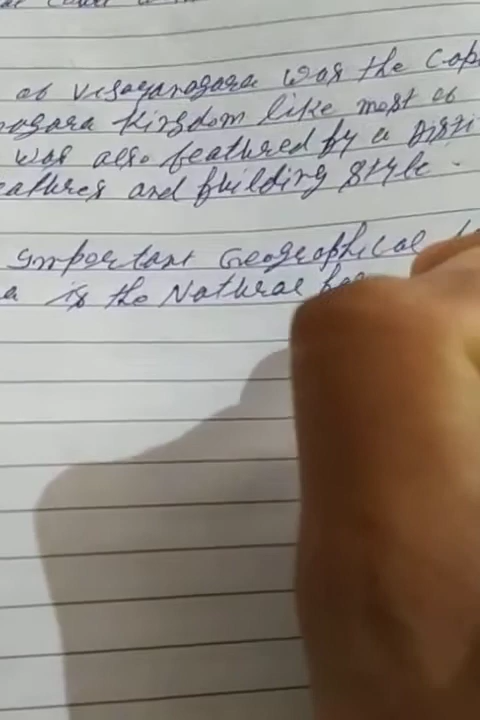 of Vijayanagara was the Cap
nagara Kingdom like most of
was also featured by a Disti
eatures and building style.
Important Geographical
a is the Natural